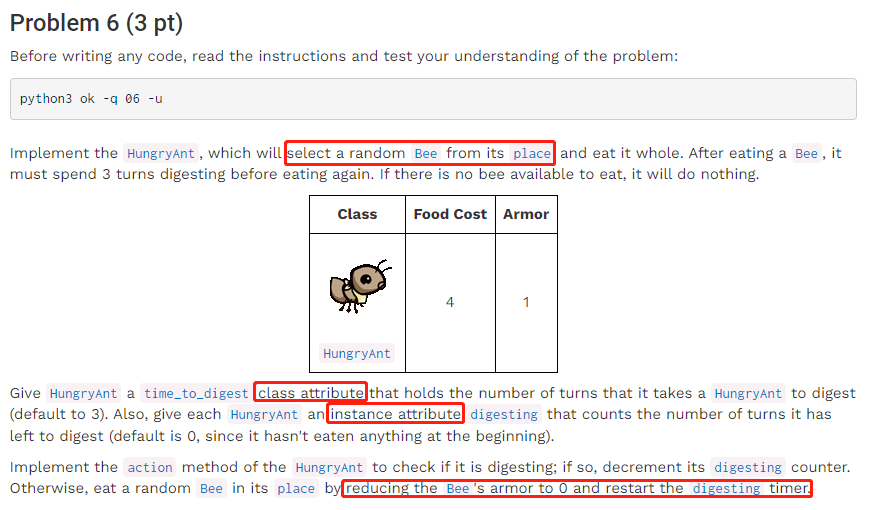 Problem 6 (3 pt)
Before writing any code, read the instructions and test your understanding of the problem:
python3 ok -q 06 -u
Implement the HungryAnt, which will select a random Bee from its place and eat it whole. After eating a Bee, it
must spend 3 turns digesting before eating again. If there is no bee available to eat, it will do nothing.
Class Food Cost Armor
HungryAnt 4 1
Give HungryAnt a time_to_digest class attribute that holds the number of turns that it takes a HungryAnt to digest
(default to 3). Also, give each HungryAnt an instance attribute digesting that counts the number of turns it has
left to digest (default is 0, since it hasn't eaten anything at the beginning).
Implement the action method of the HungryAnt to check if it is digesting; if so, decrement its digesting counter.
Otherwise, eat a random Bee in its place by reducing the Bee's armor to 0 and restart the digesting timer.